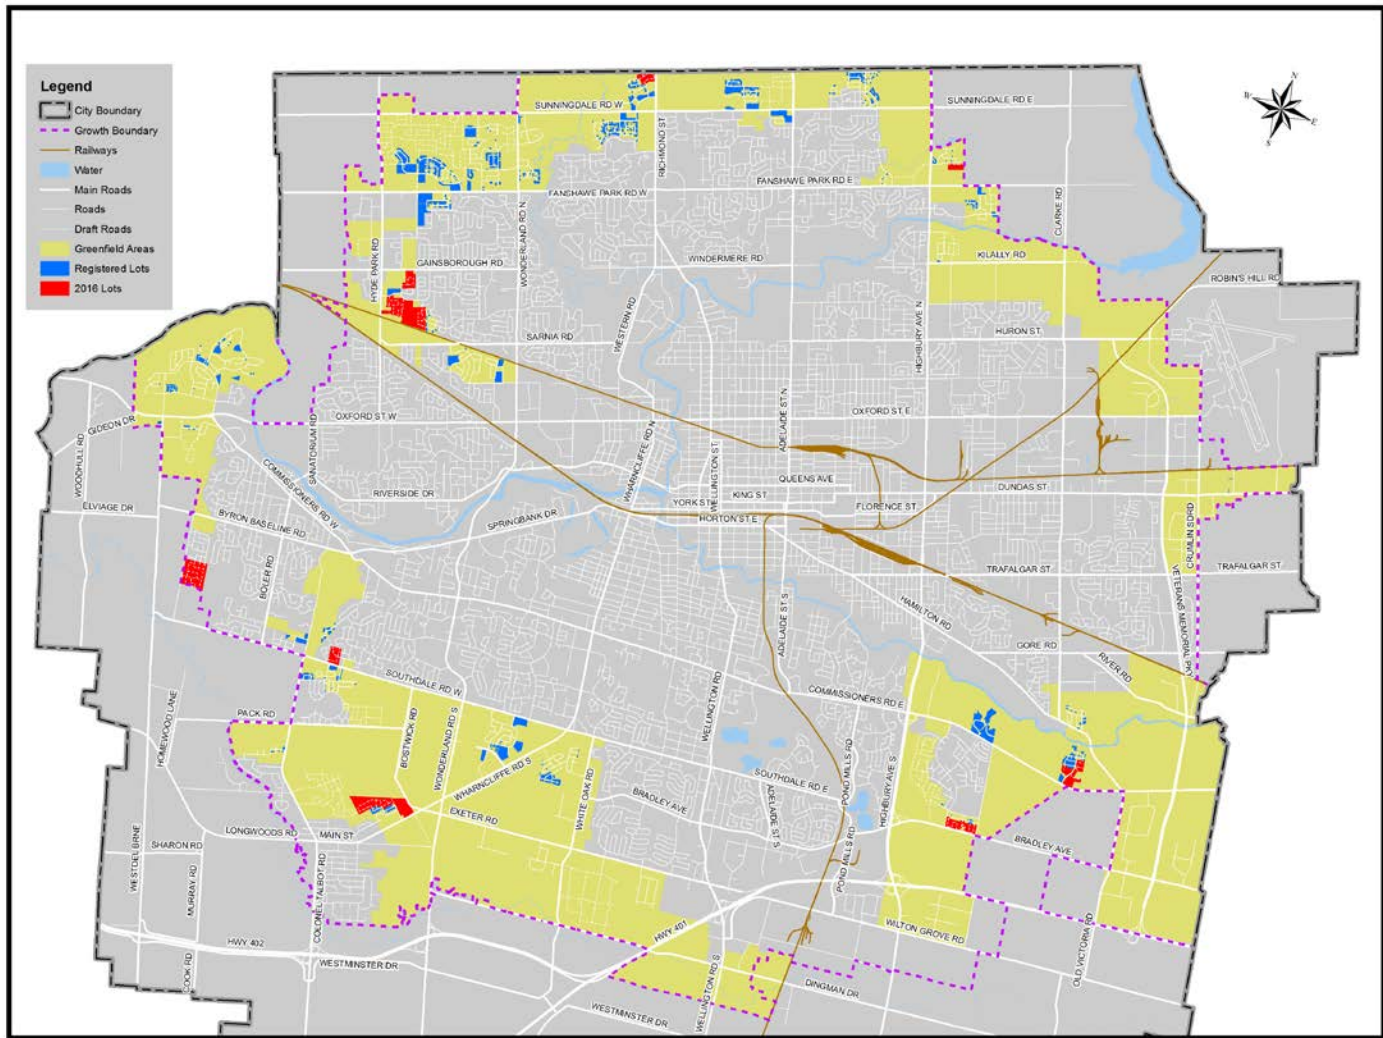 Legend
City Boundary
Growth Boundary
Railways
Water
Main Roads
Roads
Draft Roads
Greenfield Areas
Registered Lots
2016 Lots
N
W
E
S
SUNNINGDALE RD W
SUNNINGDALE RD E
RICHMOND ST
FANSHAWE PARK RD W
FANSHAWE PARK RD E
CLARKE RD
WONDERLAND RD N
HYDE PARK RD
GAINSBOROUGH RD
WINDERMERE RD
KILALLY RD
ROBIN'S HILL RD
WESTERN RD
SARNIA RD
HIGHBURY AVE N
HURON ST
OXFORD ST W
OXFORD ST E
ADELAIDE ST N
GIDEON DR
WOODHULL RD
SANATORIUM RD
COMMISSIONERS RD W
WHARNCLIFFE RD N
WELLINGTON ST
QUEENS AVE
DUNDAS ST
RIVERSIDE DR
KING ST
YORK ST
FLORENCE ST
ELVIAGE DR
BYRON BASELINE RD
SPRINGBANK DR
HORTON ST E
CRUMLIN SDRD
BOLER RD
TRAFALGAR ST
TRAFALGAR ST
VETERANS MEMORIAL PKY
ADELAIDE ST S
HAMILTON RD
GORE RD
RIVER RD
HOMEWOOD LANE
SOUTHDALE RD W
WELLINGTON RD
COMMISSIONERS RD E
PACK RD
BOSTWICK RD
WONDERLAND RD S
WHARNCLIFFE RD S
WHITE OAK RD
SOUTHDALE RD E
POND MILLS RD
HIGHBURY AVE S
BRADLEY AVE
ADELAIDE ST S
EXETER RD
LONGWOODS RD
MAIN ST
SHARON RD
BRADLEY AVE
WESTDEL BRNE
MURRAY RD
COLONEL TALBOT RD
POND MILLS RD
HWY 401
WILTON GROVE RD
OLD VICTORIA RD
HWY 402
COOK RD
WESTMINSTER DR
WELLINGTON RD S
DINGMAN DR
WESTMINSTER DR